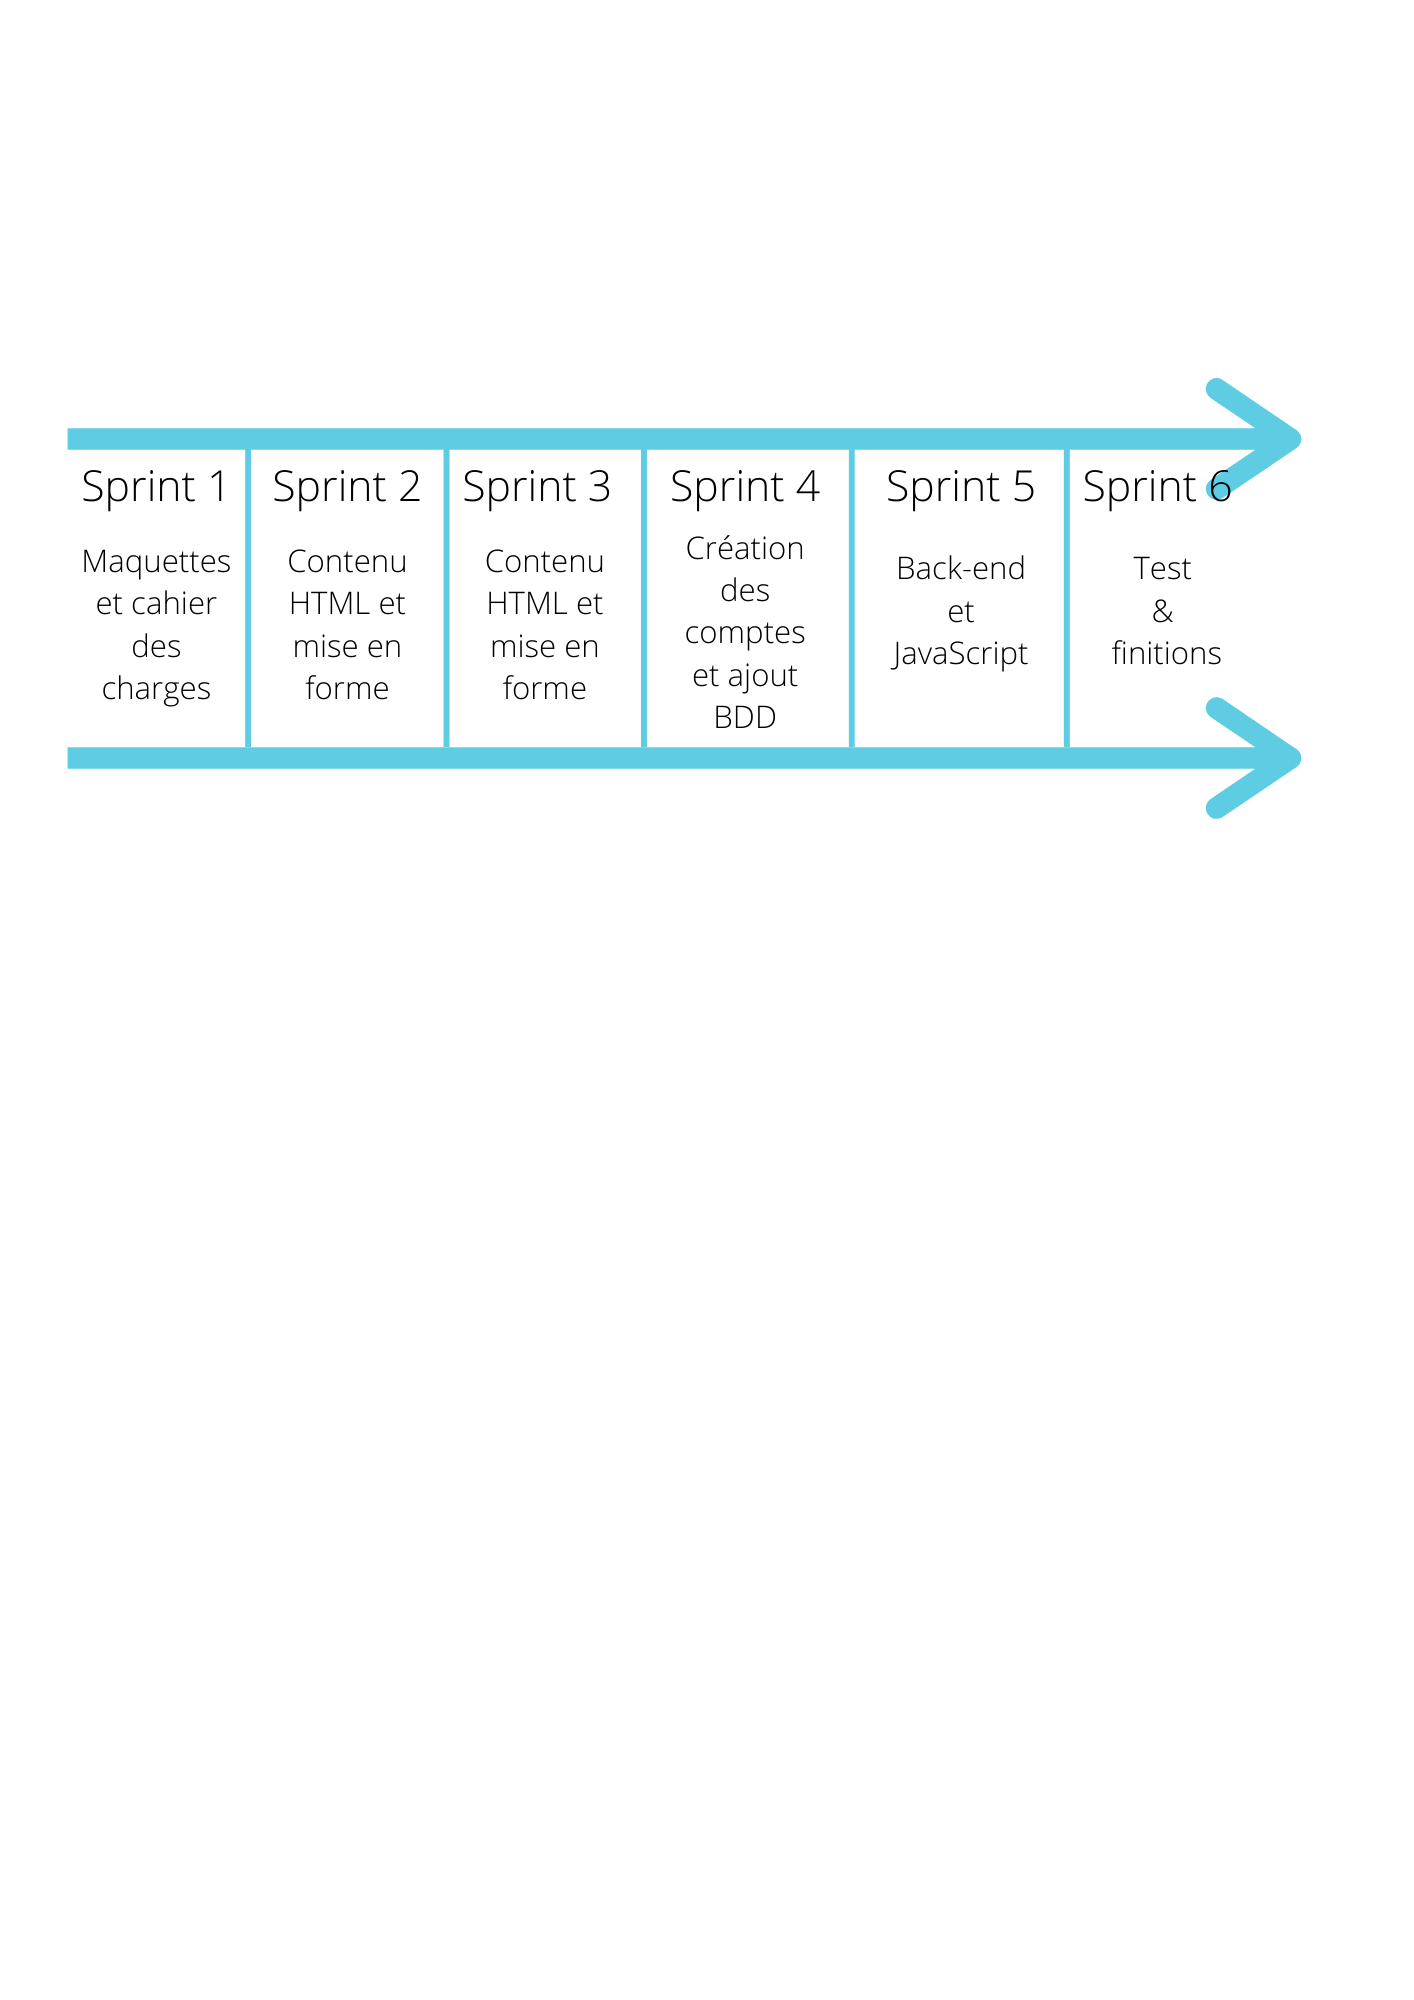 Sprint 1
Maquettes
et cahier
des
charges
Sprint 2
Contenu
HTML et
mise en
forme
Sprint 3
Contenu
HTML et
mise en
forme
Sprint 4
Création
des
comptes
et ajout
BDD
Sprint 5
Back-end
et
JavaScript
Sprint 6
Test
&
finitions